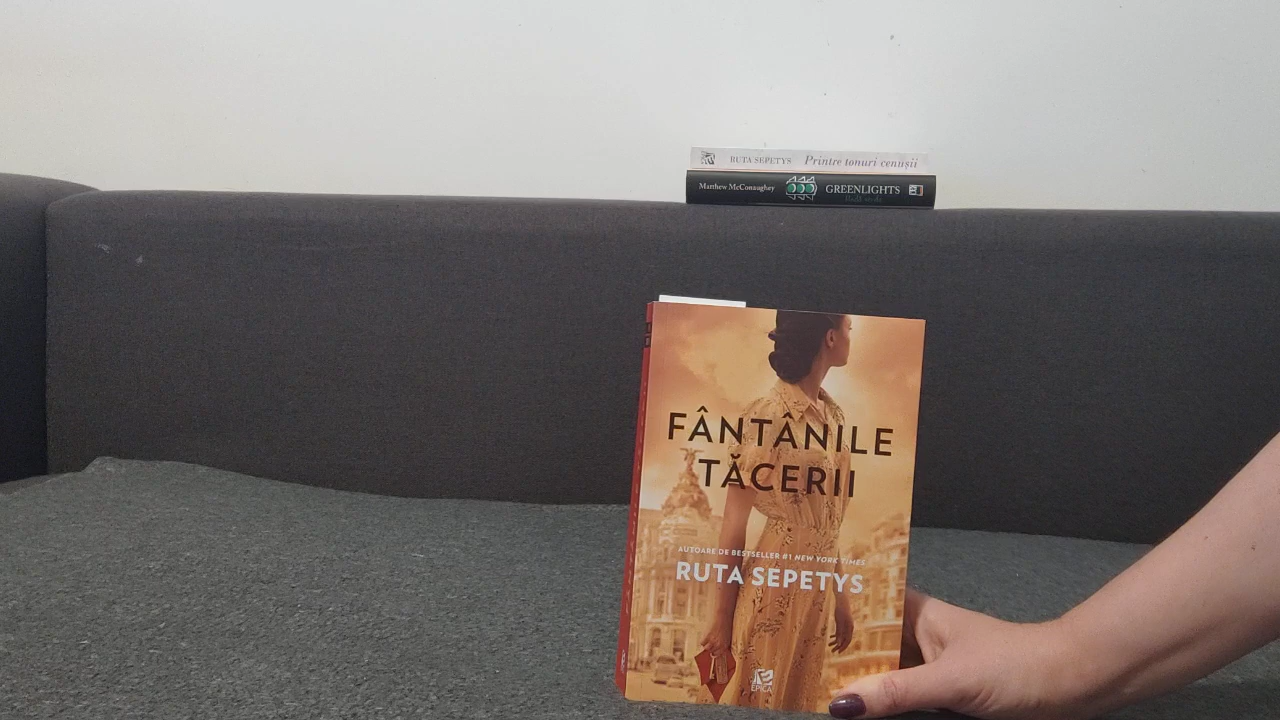 RUTA SEPETYS Printre tonuri cenușii
Matthew McConaughey GREENLIGHTS
FÂNTÂNILE
TĂCERII
AUTOARE DE BESTSELLER #1 NEW YORK TIMES
RUTA SEPETYS
EPICA